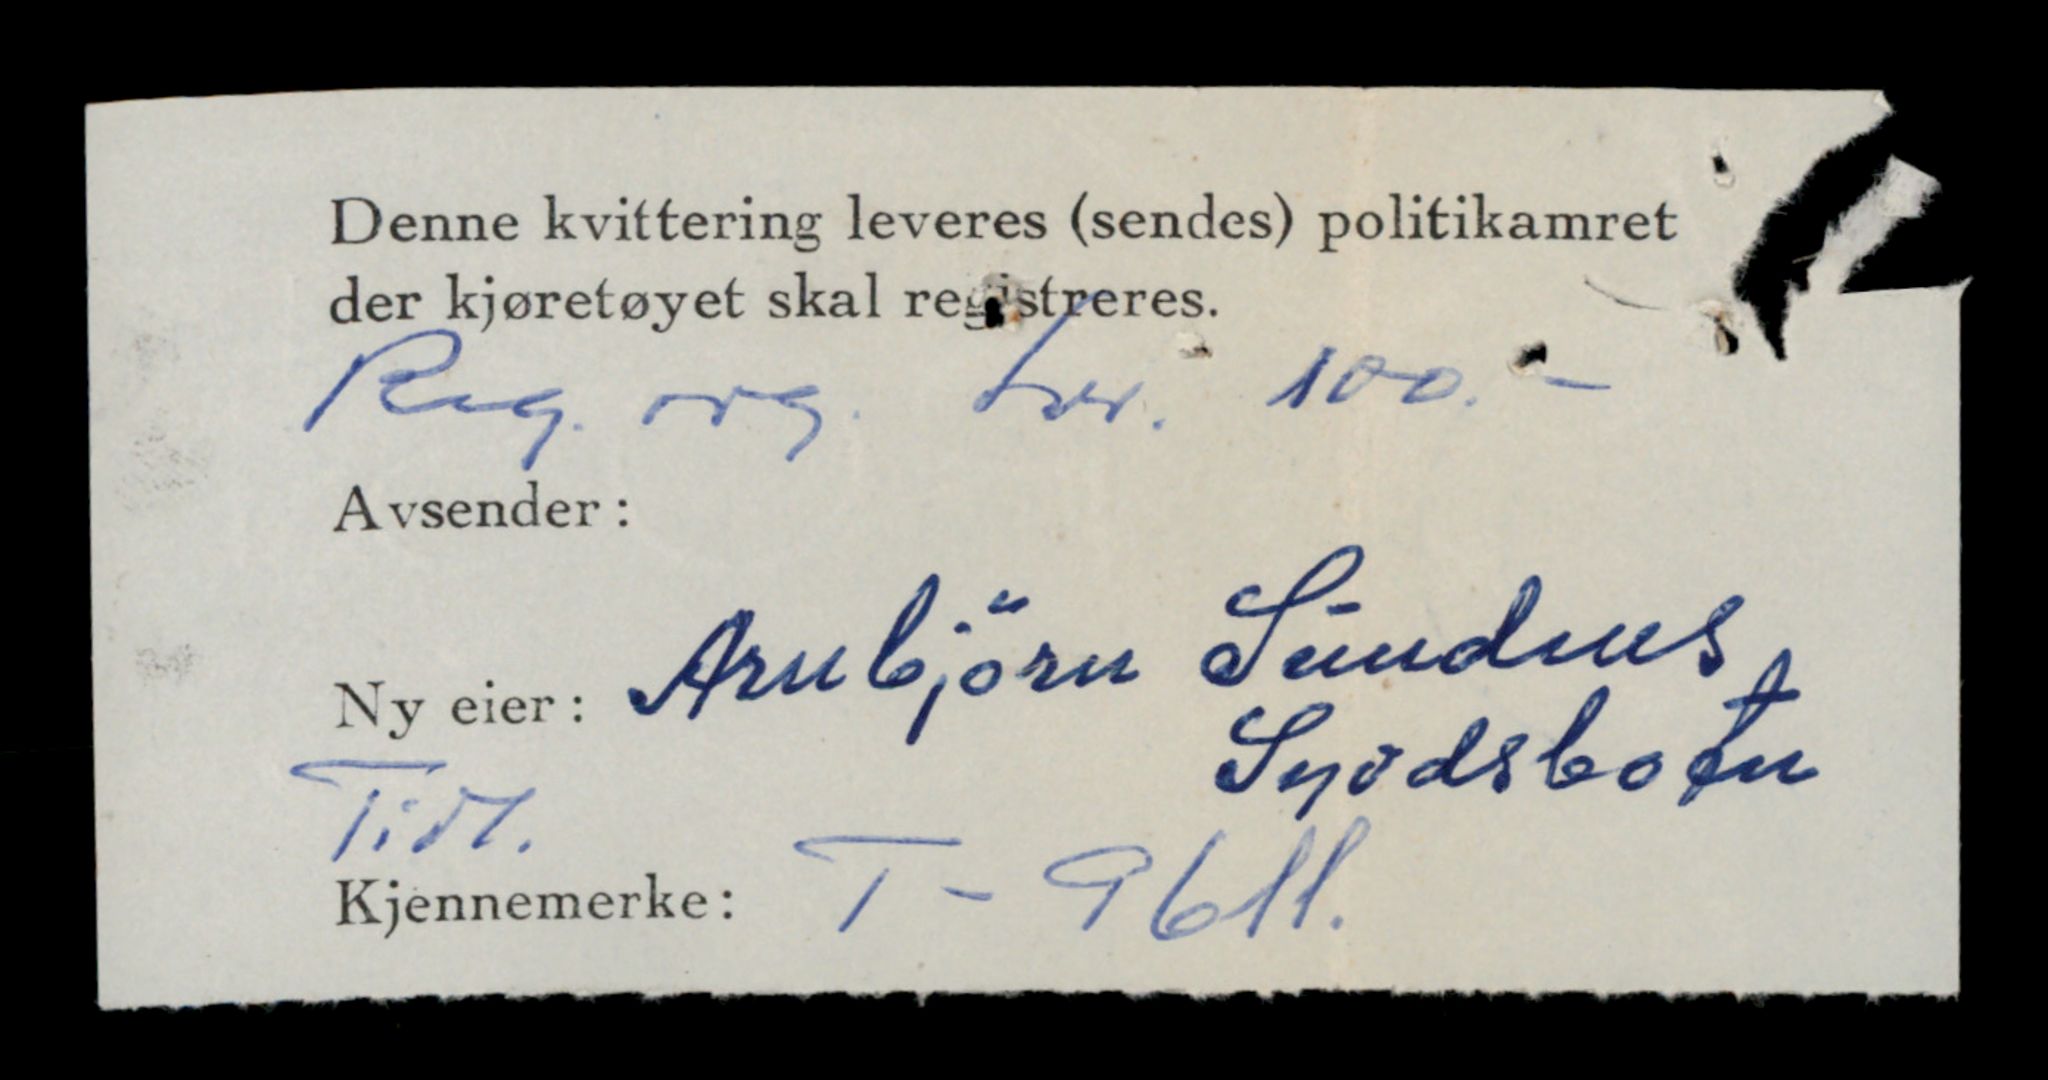 Denne kvittering leveres (sendes) politikamret
der kjøretøyet skal registreres.
Reg. avg. kr. 100.-
Avsender:
Ny eier: Arnbjörn Sundnes
Syvdsbotn
Tidl.
Kjennemerke: T-9611.